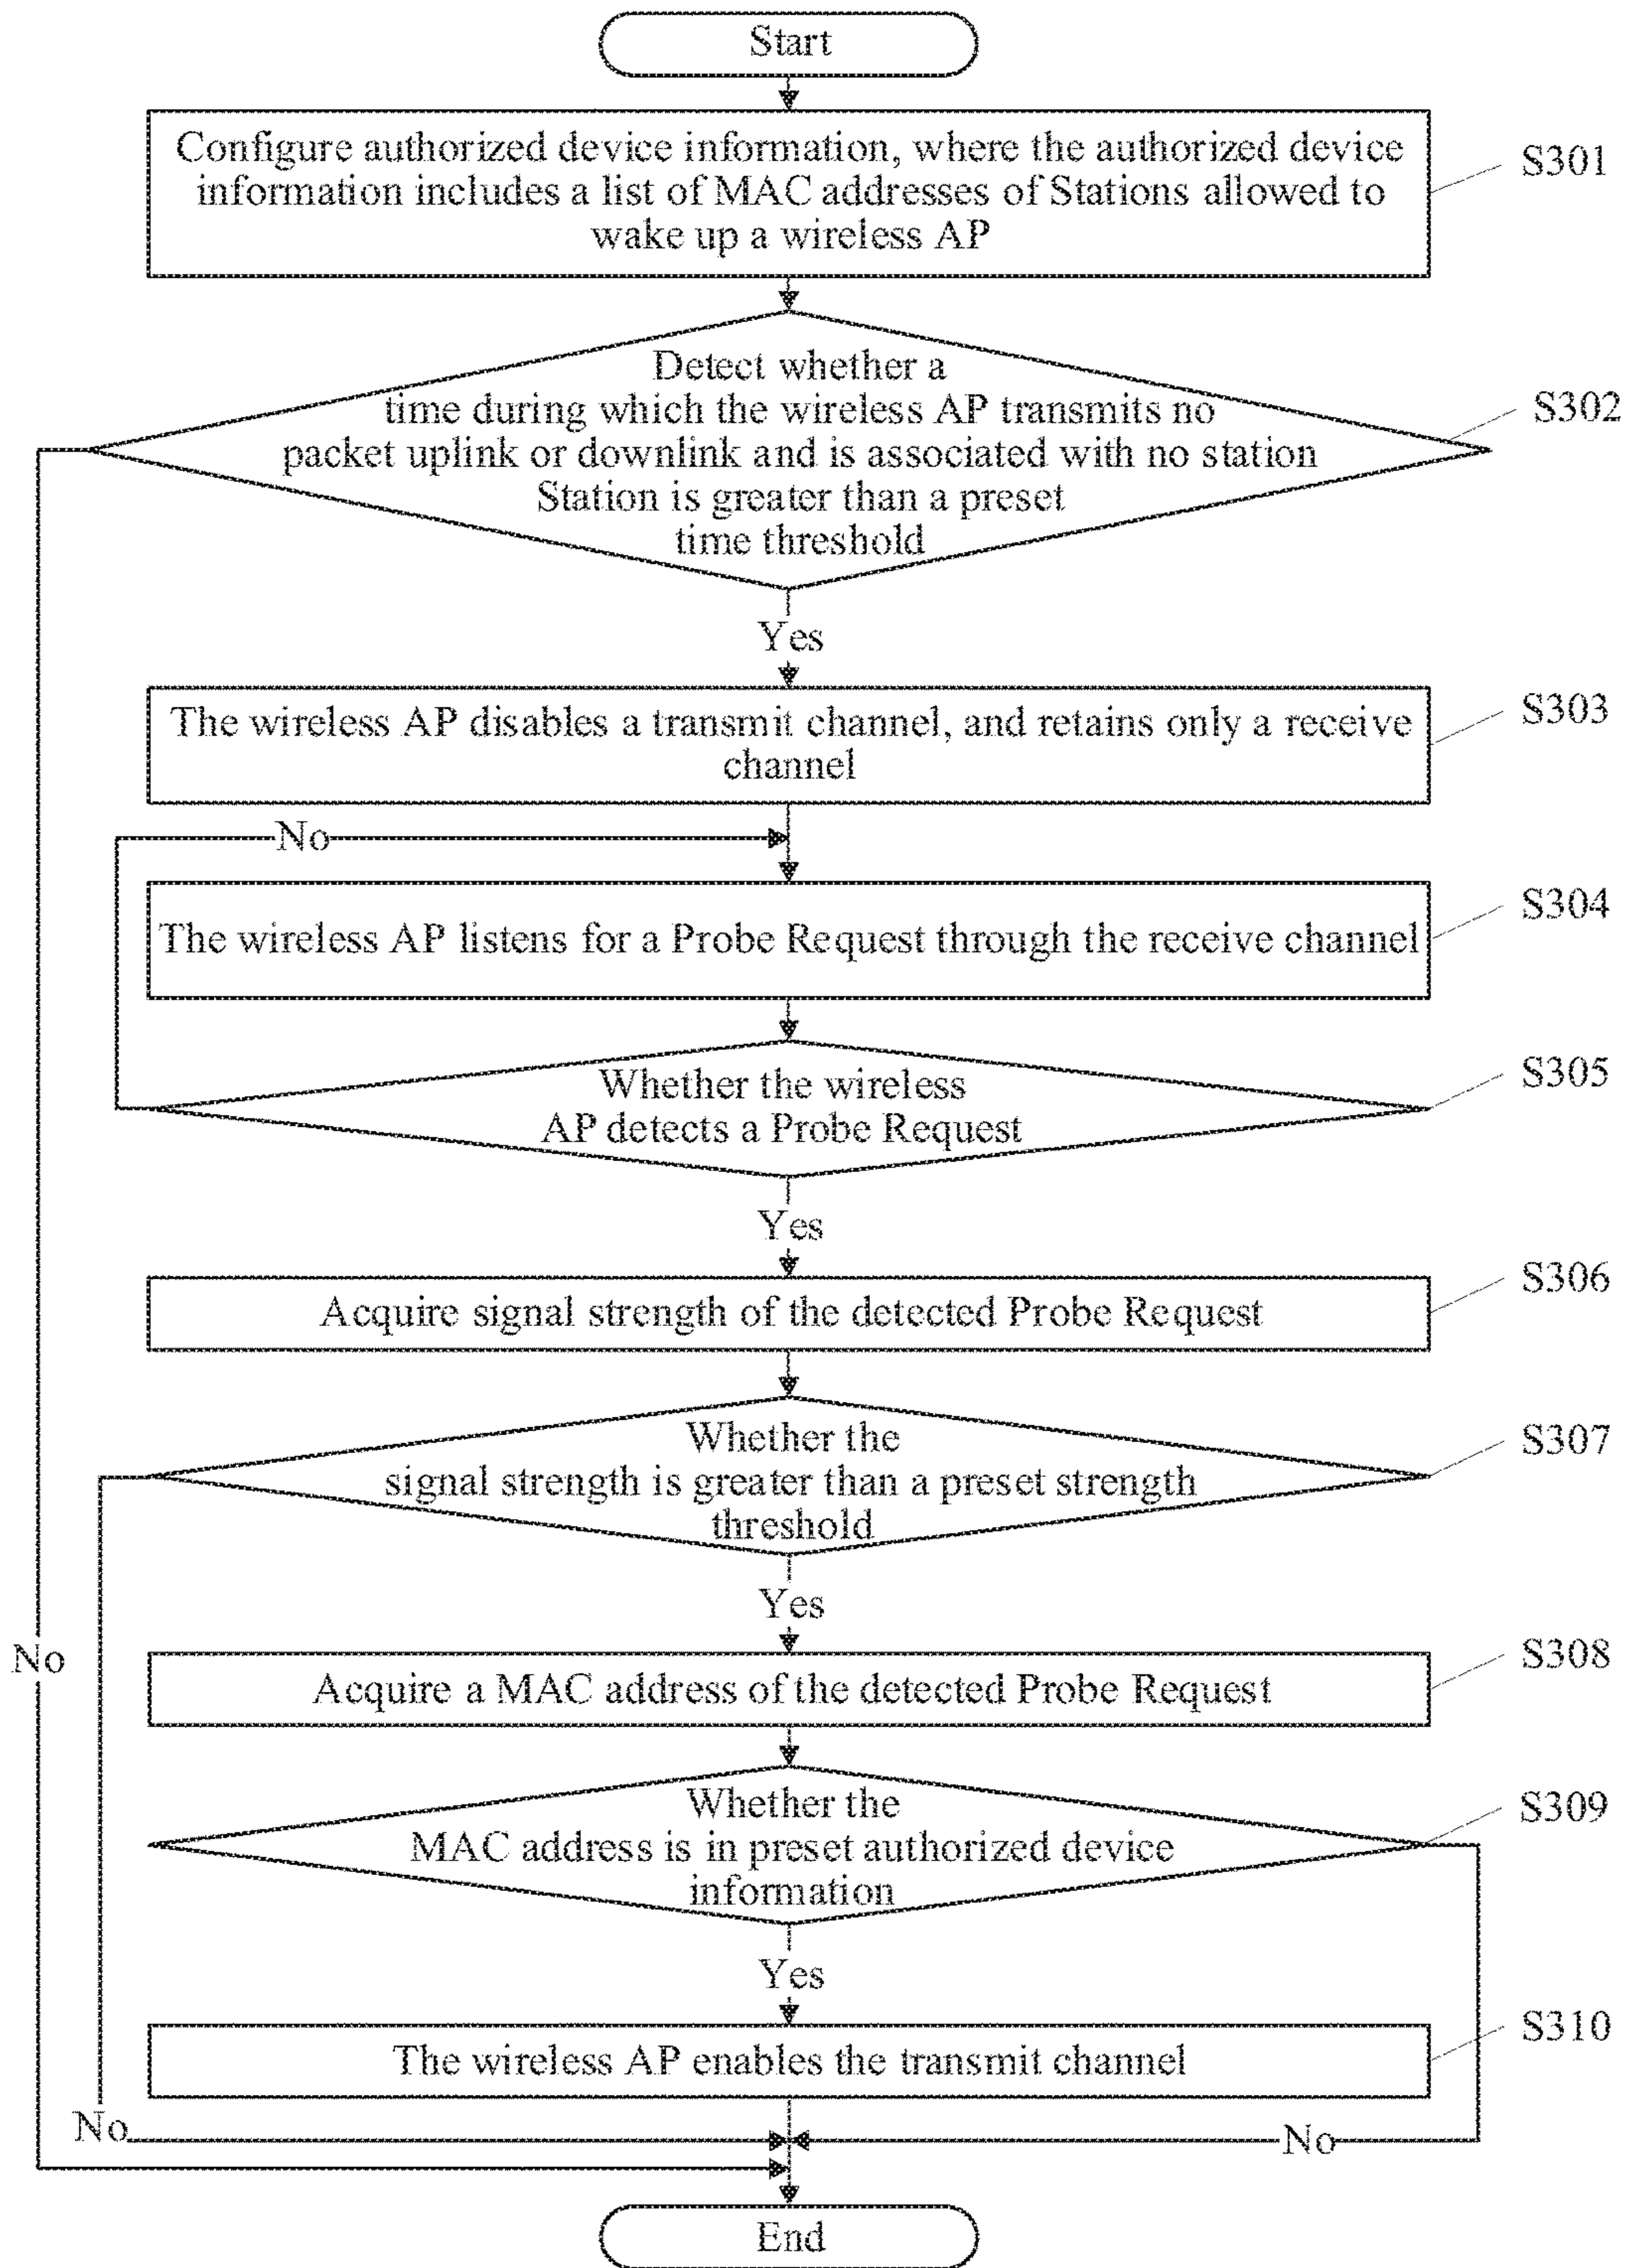 Start
Configure authorized device information, where the authorized device
information includes a list of MAC addresses of Stations allowed to
wake up a wireless AP
S301
Detect whether a
time during which the wireless AP transmits no
packet uplink or downlink and is associated with no station
Station is greater than a preset
time threshold
S302
Yes
The wireless AP disables a transmit channel, and retains only a receive
channel
S303
No
The wireless AP listens for a Probe Request through the receive channel
S304
Whether the wireless
AP detects a Probe Request
S305
Yes
Acquire signal strength of the detected Probe Request
S306
Whether the
signal strength is greater than a preset strength
threshold
S307
Yes
No
Acquire a MAC address of the detected Probe Request
S308
Whether the
MAC address is in preset authorized device
information
S309
Yes
The wireless AP enables the transmit channel
S310
No
No
End